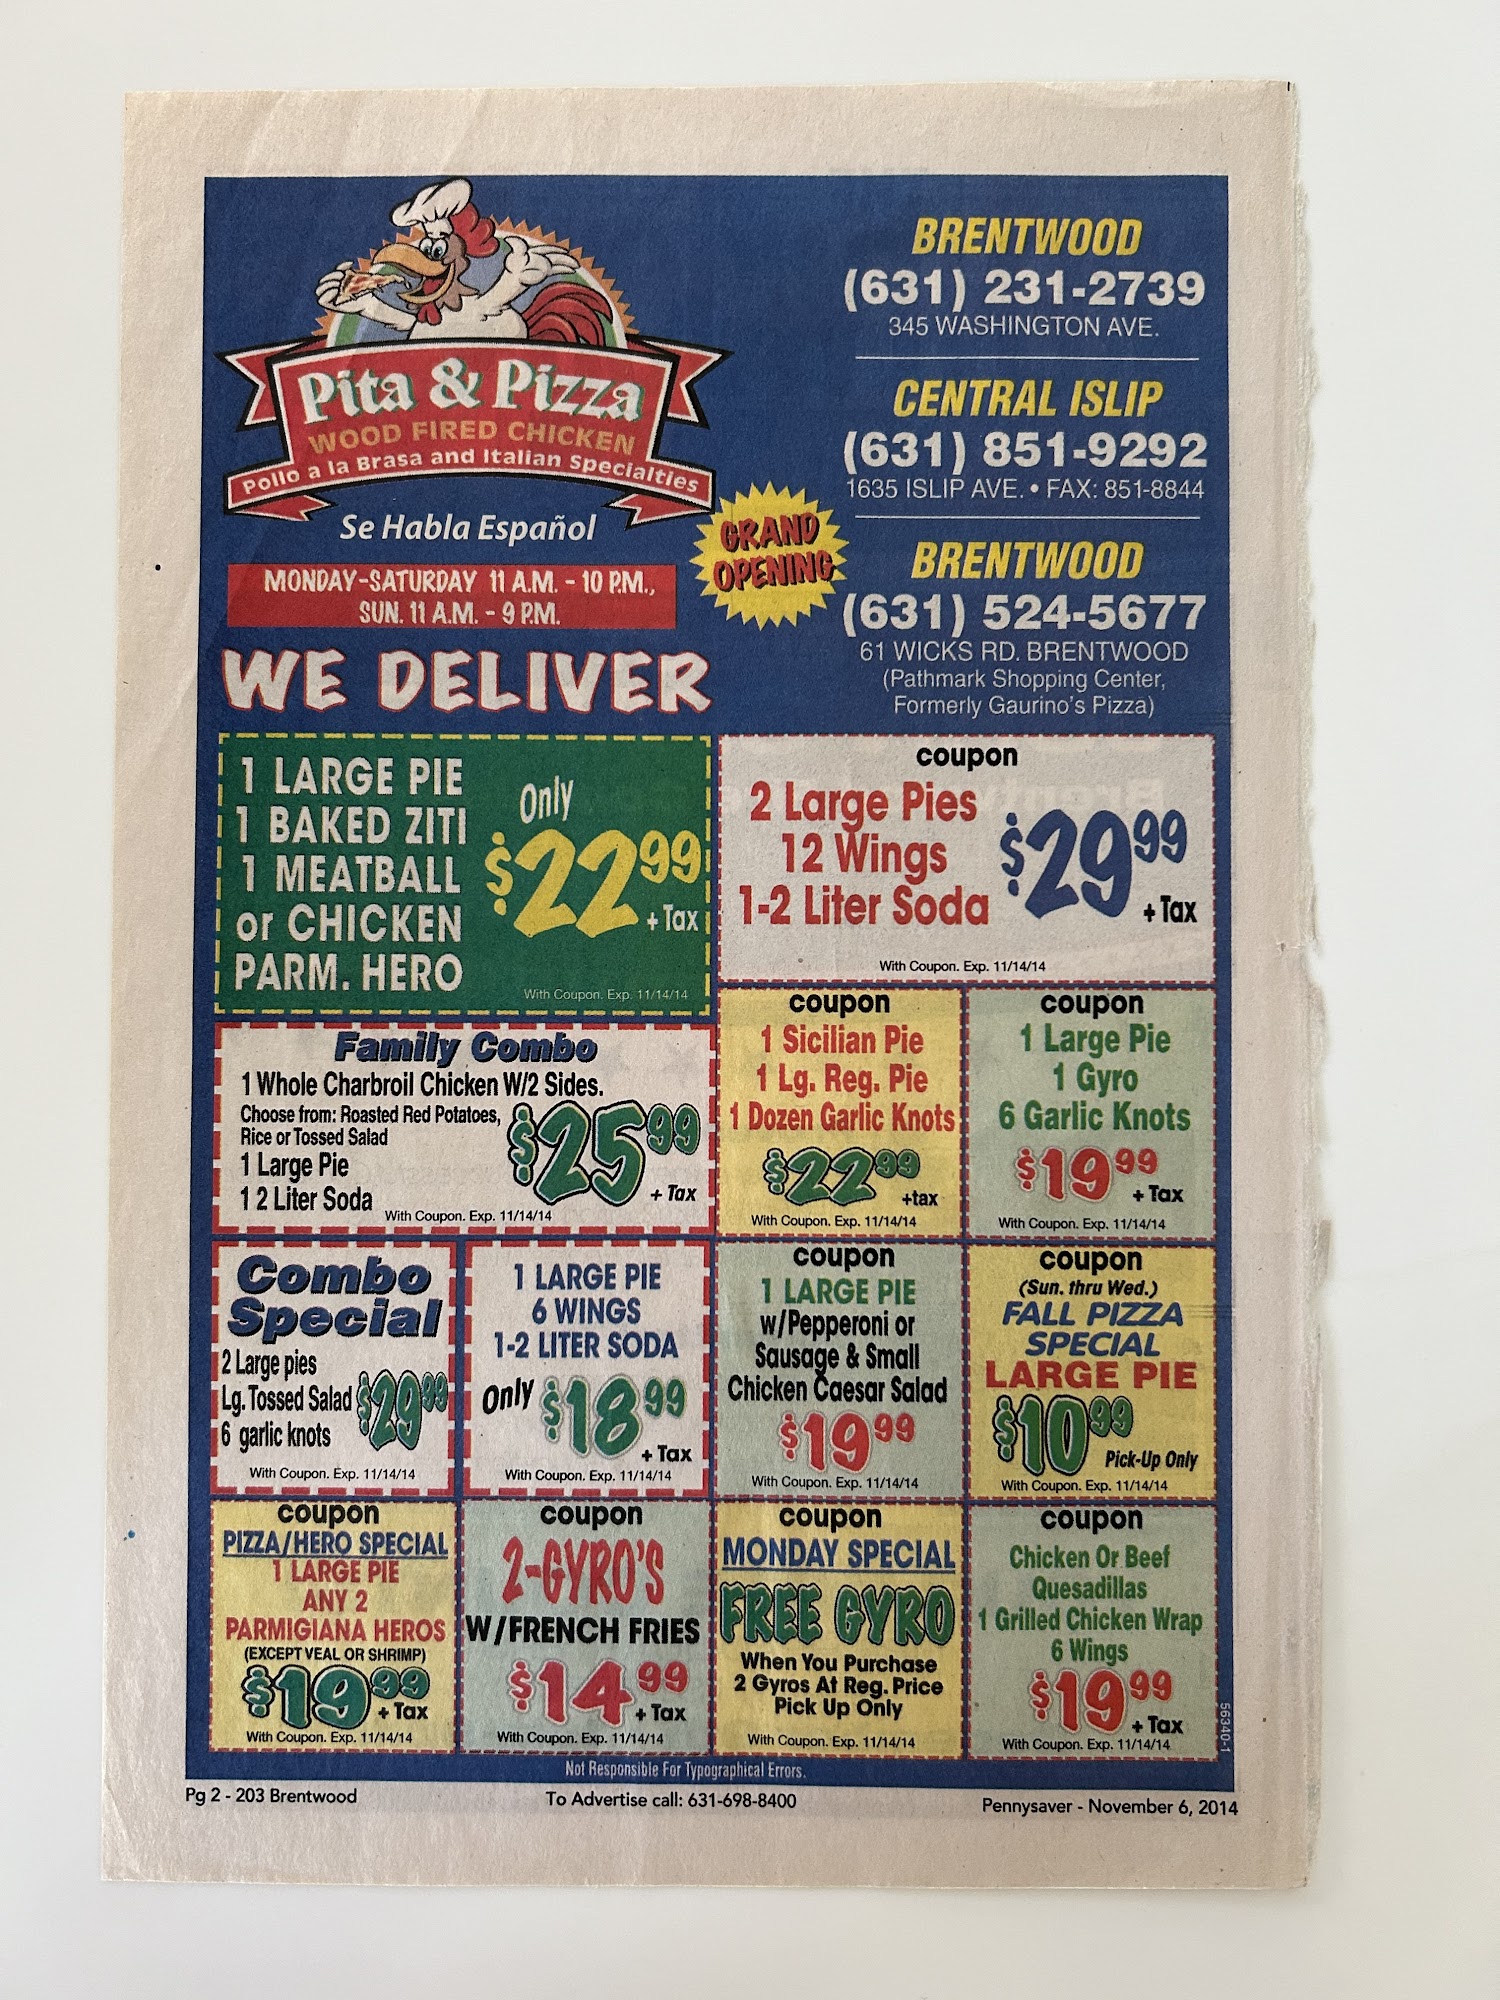 Pita & Pizza
WOOD FIRED CHICKEN
Pollo a la Brasa and Italian Specialties
Se Habla Español
MONDAY-SATURDAY 11 A.M. - 10 P.M.,
SUN. 11 A.M. - 9 P.M.
WE DELIVER
GRAND
OPENING
BRENTWOOD
(631) 231-2739
345 WASHINGTON AVE.
CENTRAL ISLIP
(631) 851-9292
1635 ISLIP AVE. • FAX: 851-8844
BRENTWOOD
(631) 524-5677
61 WICKS RD. BRENTWOOD
(Pathmark Shopping Center,
Formerly Gaurino's Pizza)
1 LARGE PIE
1 BAKED ZITI
1 MEATBALL
or CHICKEN
PARM. HERO
Only
$22.99
+ Tax
With Coupon. Exp. 11/14/14
coupon
2 Large Pies
12 Wings
1-2 Liter Soda
$29.99
+ Tax
With Coupon. Exp. 11/14/14
Family Combo
1 Whole Charbroil Chicken W/2 Sides.
Choose from: Roasted Red Potatoes,
Rice or Tossed Salad
1 Large Pie
1 2 Liter Soda
$25.99
+ Tax
With Coupon. Exp. 11/14/14
coupon
1 Sicilian Pie
1 Lg. Reg. Pie
1 Dozen Garlic Knots
$22.99
+tax
With Coupon. Exp. 11/14/14
coupon
1 Large Pie
1 Gyro
6 Garlic Knots
$19.99
+ Tax
With Coupon. Exp. 11/14/14
Combo
Special
2 Large pies
Lg. Tossed Salad
6 garlic knots
$29.99
With Coupon. Exp. 11/14/14
1 LARGE PIE
6 WINGS
1-2 LITER SODA
Only $18.99
+ Tax
With Coupon. Exp. 11/14/14
coupon
1 LARGE PIE
w/Pepperoni or
Sausage & Small
Chicken Caesar Salad
$19.99
With Coupon. Exp. 11/14/14
coupon
(Sun. thru Wed.)
FALL PIZZA
SPECIAL
LARGE PIE
$10.99
Pick-Up Only
With Coupon. Exp. 11/14/14
coupon
PIZZA/HERO SPECIAL
1 LARGE PIE
ANY 2
PARMIGIANA HEROS
(EXCEPT VEAL OR SHRIMP)
$19.99
+ Tax
With Coupon. Exp. 11/14/14
coupon
2-GYRO'S
W/FRENCH FRIES
$14.99
+ Tax
With Coupon. Exp. 11/14/14
coupon
MONDAY SPECIAL
FREE GYRO
When You Purchase
2 Gyros At Reg. Price
Pick Up Only
With Coupon. Exp. 11/14/14
coupon
Chicken Or Beef
Quesadillas
1 Grilled Chicken Wrap
6 Wings
$19.99
+ Tax
With Coupon. Exp. 11/14/14
56340-1
Not Responsible For Typographical Errors.
Pg 2 - 203 Brentwood
To Advertise call: 631-698-8400
Pennysaver - November 6, 2014